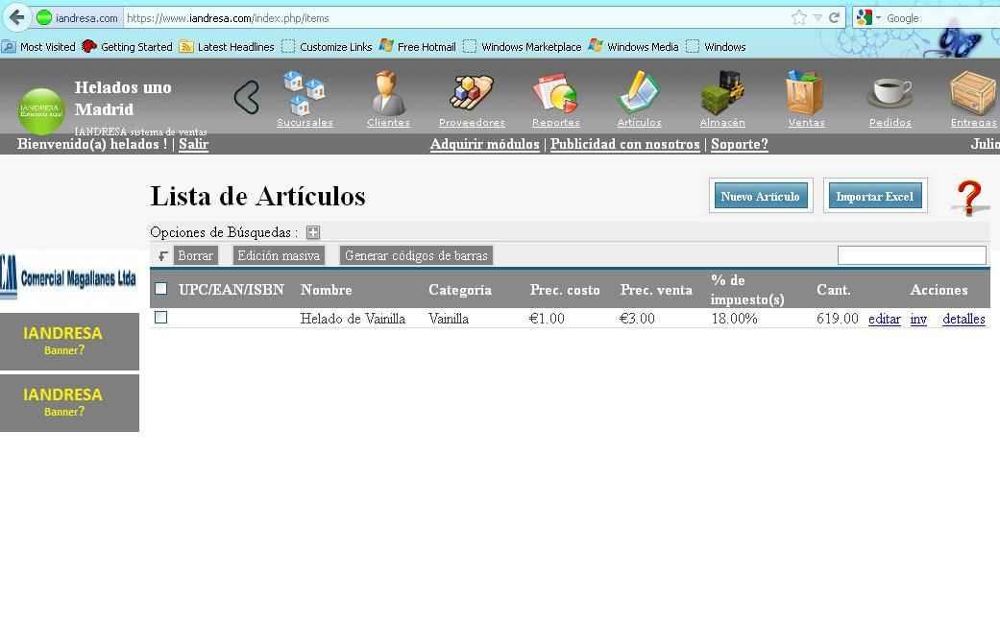 iandresa.com https://www.iandresa.com/index.php/items Google
Most Visited Getting Started Latest Headlines Customize Links Free Hotmail Windows Marketplace Windows Media Windows
Helados uno
Madrid
IANDRESA sistema de ventas
IANDRESA
Estamos aquí
Sucursales Clientes Proveedores Reportes Artículos Almacén Ventas Pedidos Entregas
Bienvenido(a) helados ! | Salir Adquirir módulos | Publicidad con nosotros | Soporte? Julio
Lista de Artículos Nuevo Artículo Importar Excel
Opciones de Búsquedas :
Borrar Edición masiva Generar códigos de barras
UPC/EAN/ISBN Nombre Categoría Prec. costo Prec. venta % de impuesto(s) Cant. Acciones
Helado de Vainilla Vainilla €1.00 €3.00 18.00% 619.00 editar inv detalles
CM Comercial Magallanes Ltda
IANDRESA
Banner?
IANDRESA
Banner?